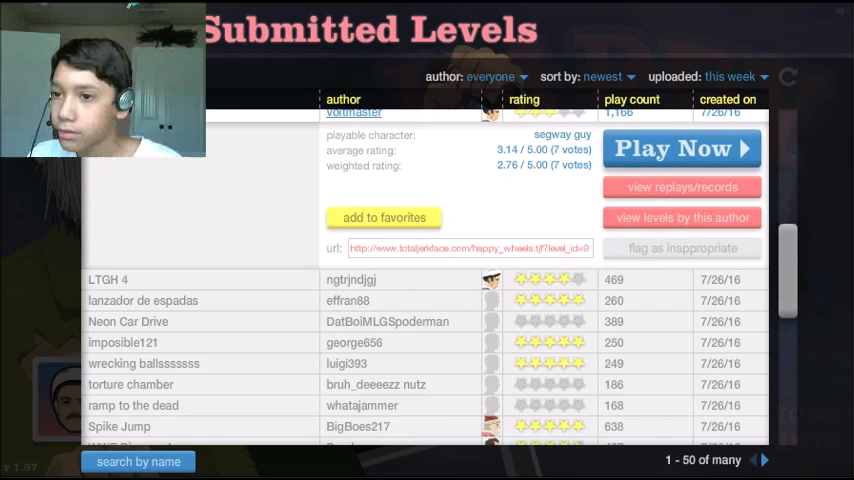 Submitted Levels
author: everyone sort by: newest uploaded: this week
author rating play count created on
voltmaster 1,166 7/26/16
playable character: segway guy
average rating: 3.14 / 5.00 (7 votes)
weighted rating: 2.76 / 5.00 (7 votes)
Play Now
view replays/records
add to favorites
view levels by this author
url: http://www.totaljerkface.com/happy_wheels.tjf?level_id=9
flag as inappropriate
LTGH 4 ngtrjndjgj 469 7/26/16
lanzador de espadas effran88 260 7/26/16
Neon Car Drive DatBoiMLGSpoderman 389 7/26/16
imposible121 george656 250 7/26/16
wrecking ballsssssss luigi393 249 7/26/16
torture chamber bruh_deeeezz nutz 186 7/26/16
ramp to the dead whatajammer 168 7/26/16
Spike Jump BigBoes217 638 7/26/16
search by name
1 - 50 of many
v 1.87